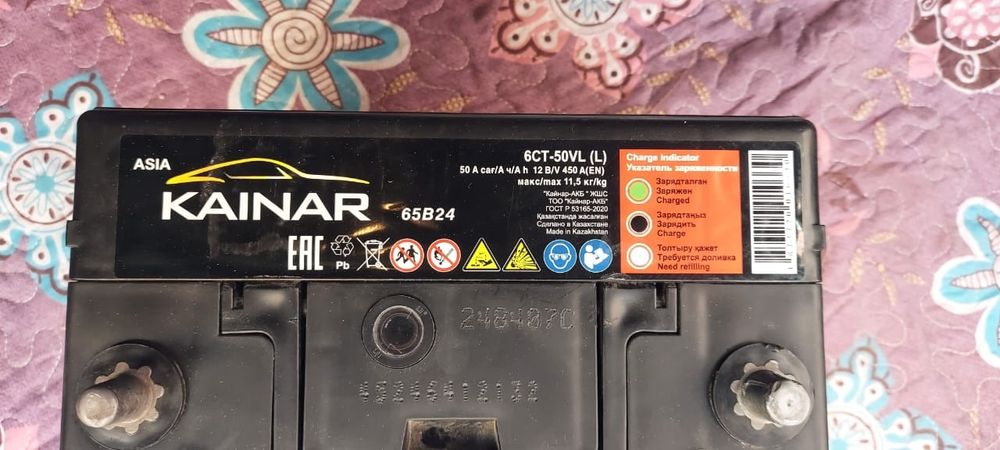 ASIA
KAINAR
65B24
EAC
Pb
6CT-50VL (L)
50 A сағ/А ч/A h 12 B/V 450 A(EN)
макс/max 11,5 кг/kg
"Кайнар-АКБ" ЖШС
ТОО "Кайнар-АКБ"
ГОСТ Р 53165-2020
Қазақстанда жасалған
Сделано в Казахстане
Made in Kazakhstan
Charge indicator
Указатель заряженности
Зарядталған
Заряжен
Charged
Зарядтаңыз
Зарядить
Charge
Толтыру қажет
Требуется доливка
Need refilling
2484870